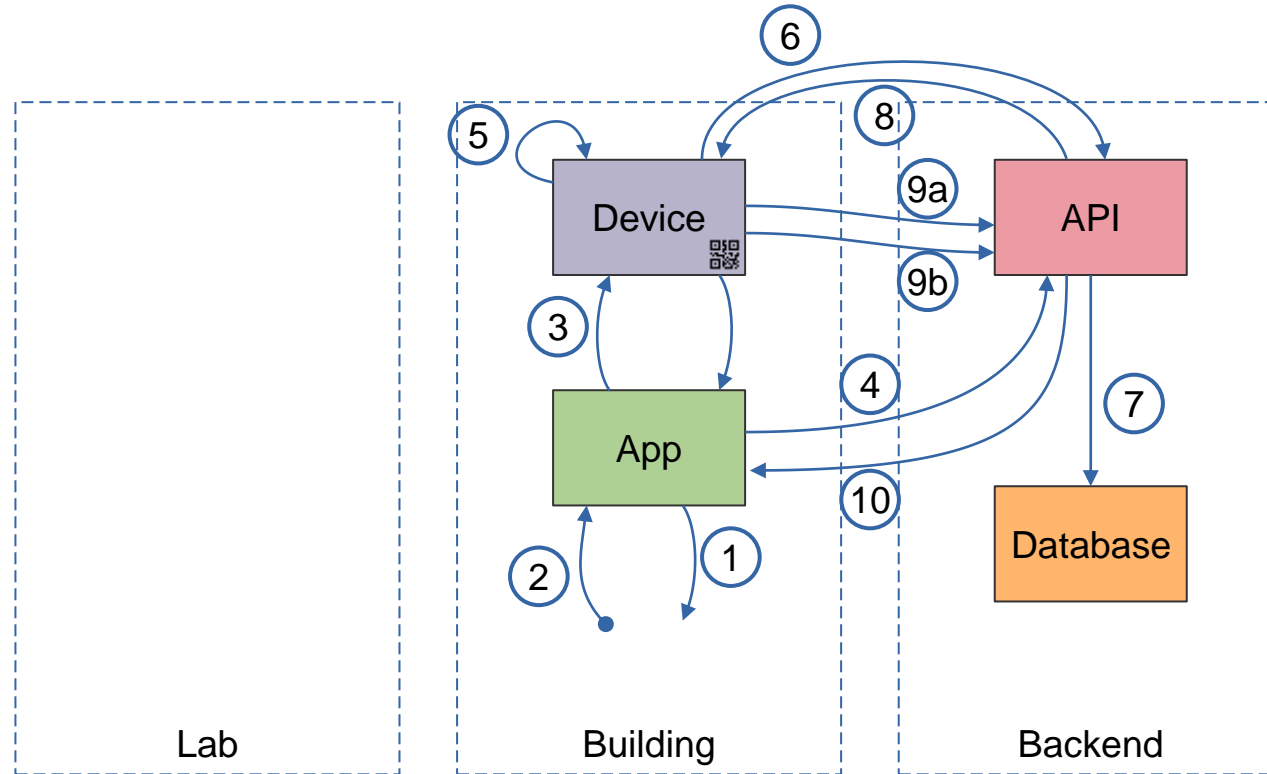 6
8
5
9a
Device
API
9b
3
4
7
App
10
1
2
Database
Lab
Building
Backend